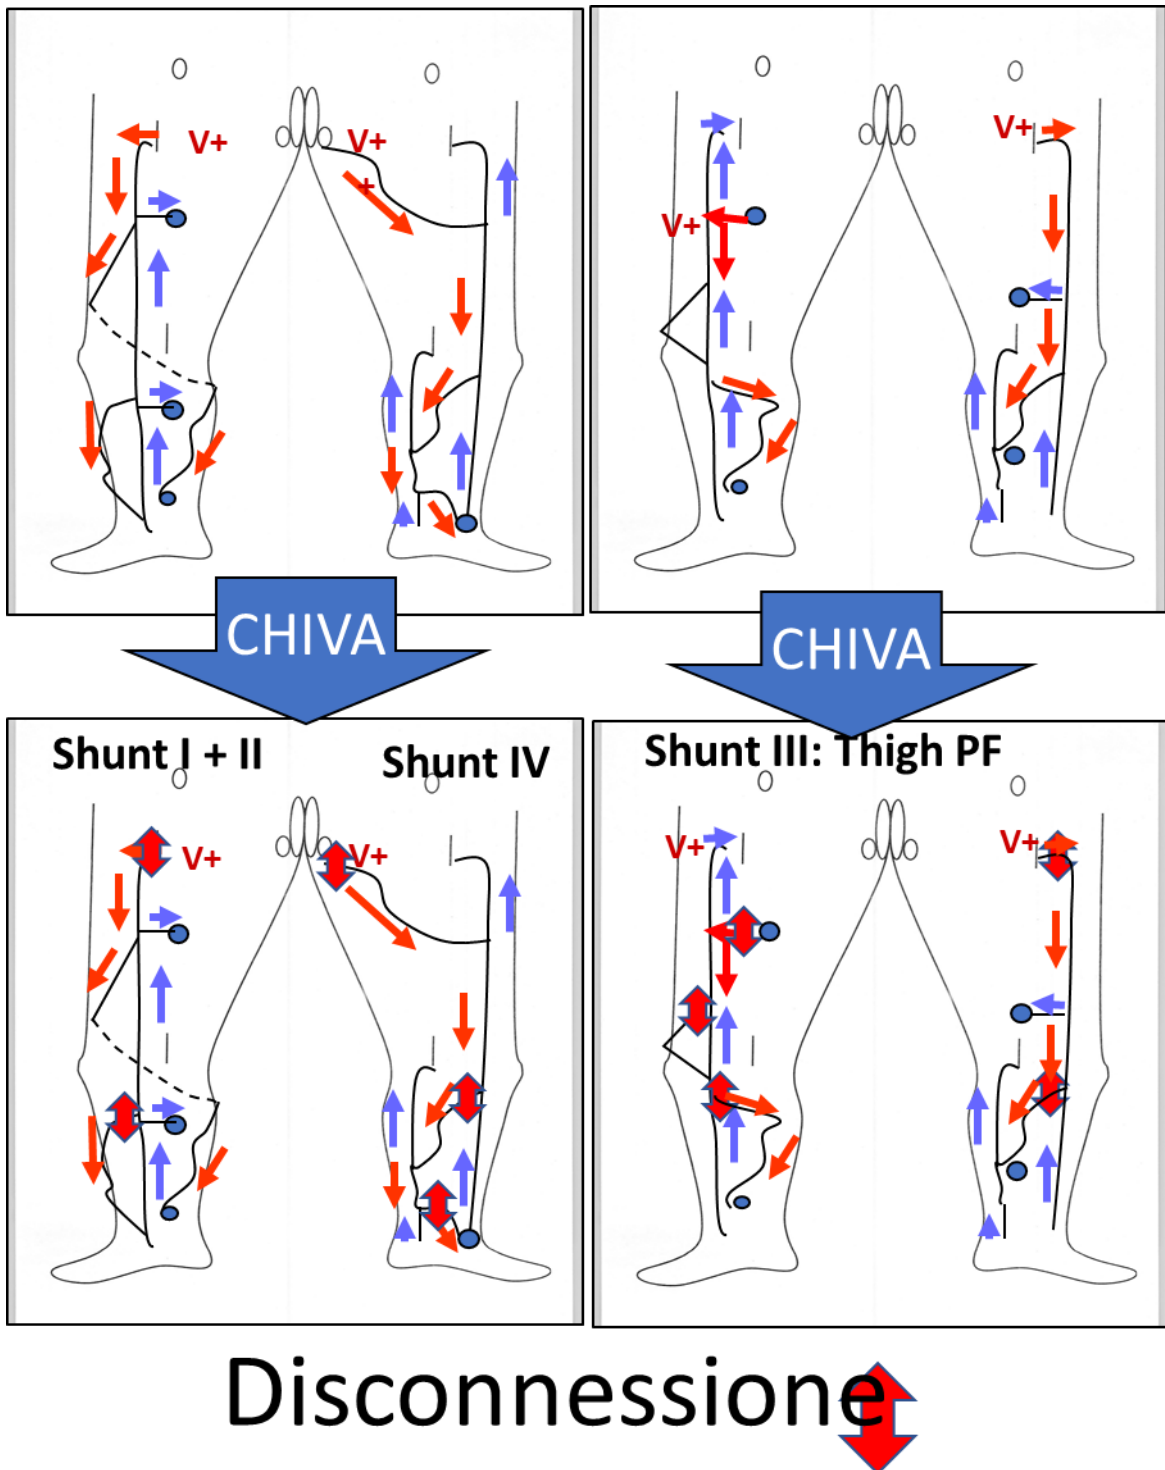 V+
V+
+
V+
V+
CHIVA
CHIVA
Shunt I + II
Shunt IV
Shunt III: Thigh PF
V+
V+
V+
V+
Disconnessione